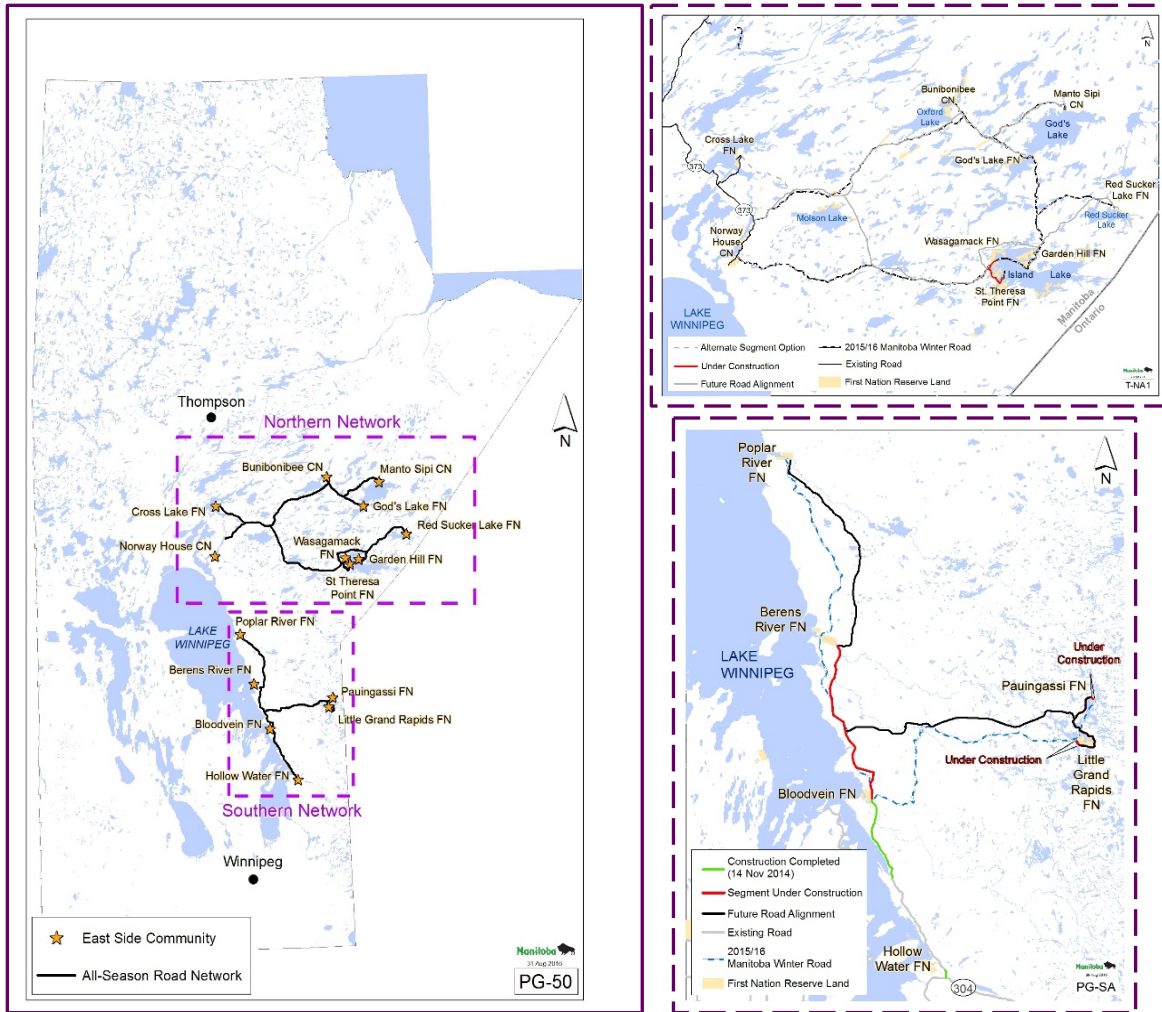 Thompson
N
Northern Network
Bunibonibee CN
Manto Sipi CN
Cross Lake FN
God's Lake FN
Red Sucker Lake FN
Wasagamack
FN
Norway House CN
Garden Hill FN
St Theresa
Point FN
Poplar River FN
LAKE
WINNIPEG
Berens River FN
Pauingassi FN
Little Grand Rapids FN
Bloodvein FN
Hollow Water FN
Southern Network
Winnipeg
East Side Community
All-Season Road Network
Manitoba
31 Aug 2016
PG-50
N
Bunibonibee
CN
Manto Sipi
CN
Oxford
Lake
God's
Lake
Cross Lake
FN
God's Lake FN
373
Red Sucker
Lake FN
373
Molson Lake
Red Sucker
Lake
Norway
House
CN
Wasagamack FN
Garden Hill FN
Island Lake
St. Theresa
Point FN
Manitoba
Ontario
LAKE
WINNIPEG
Alternate Segment Option
2015/16 Manitoba Winter Road
Under Construction
Existing Road
Future Road Alignment
First Nation Reserve Land
Manitoba
T-NA1
Poplar
River
FN
N
Berens
River FN
LAKE
WINNIPEG
Under
Construction
Pauingassi FN
Under Construction
Little
Grand
Rapids
FN
Bloodvein FN
Construction Completed
(14 Nov 2014)
Segment Under Construction
Future Road Alignment
Existing Road
2015/16
Manitoba Winter Road
First Nation Reserve Land
Hollow
Water FN
304
Manitoba
PG-SA